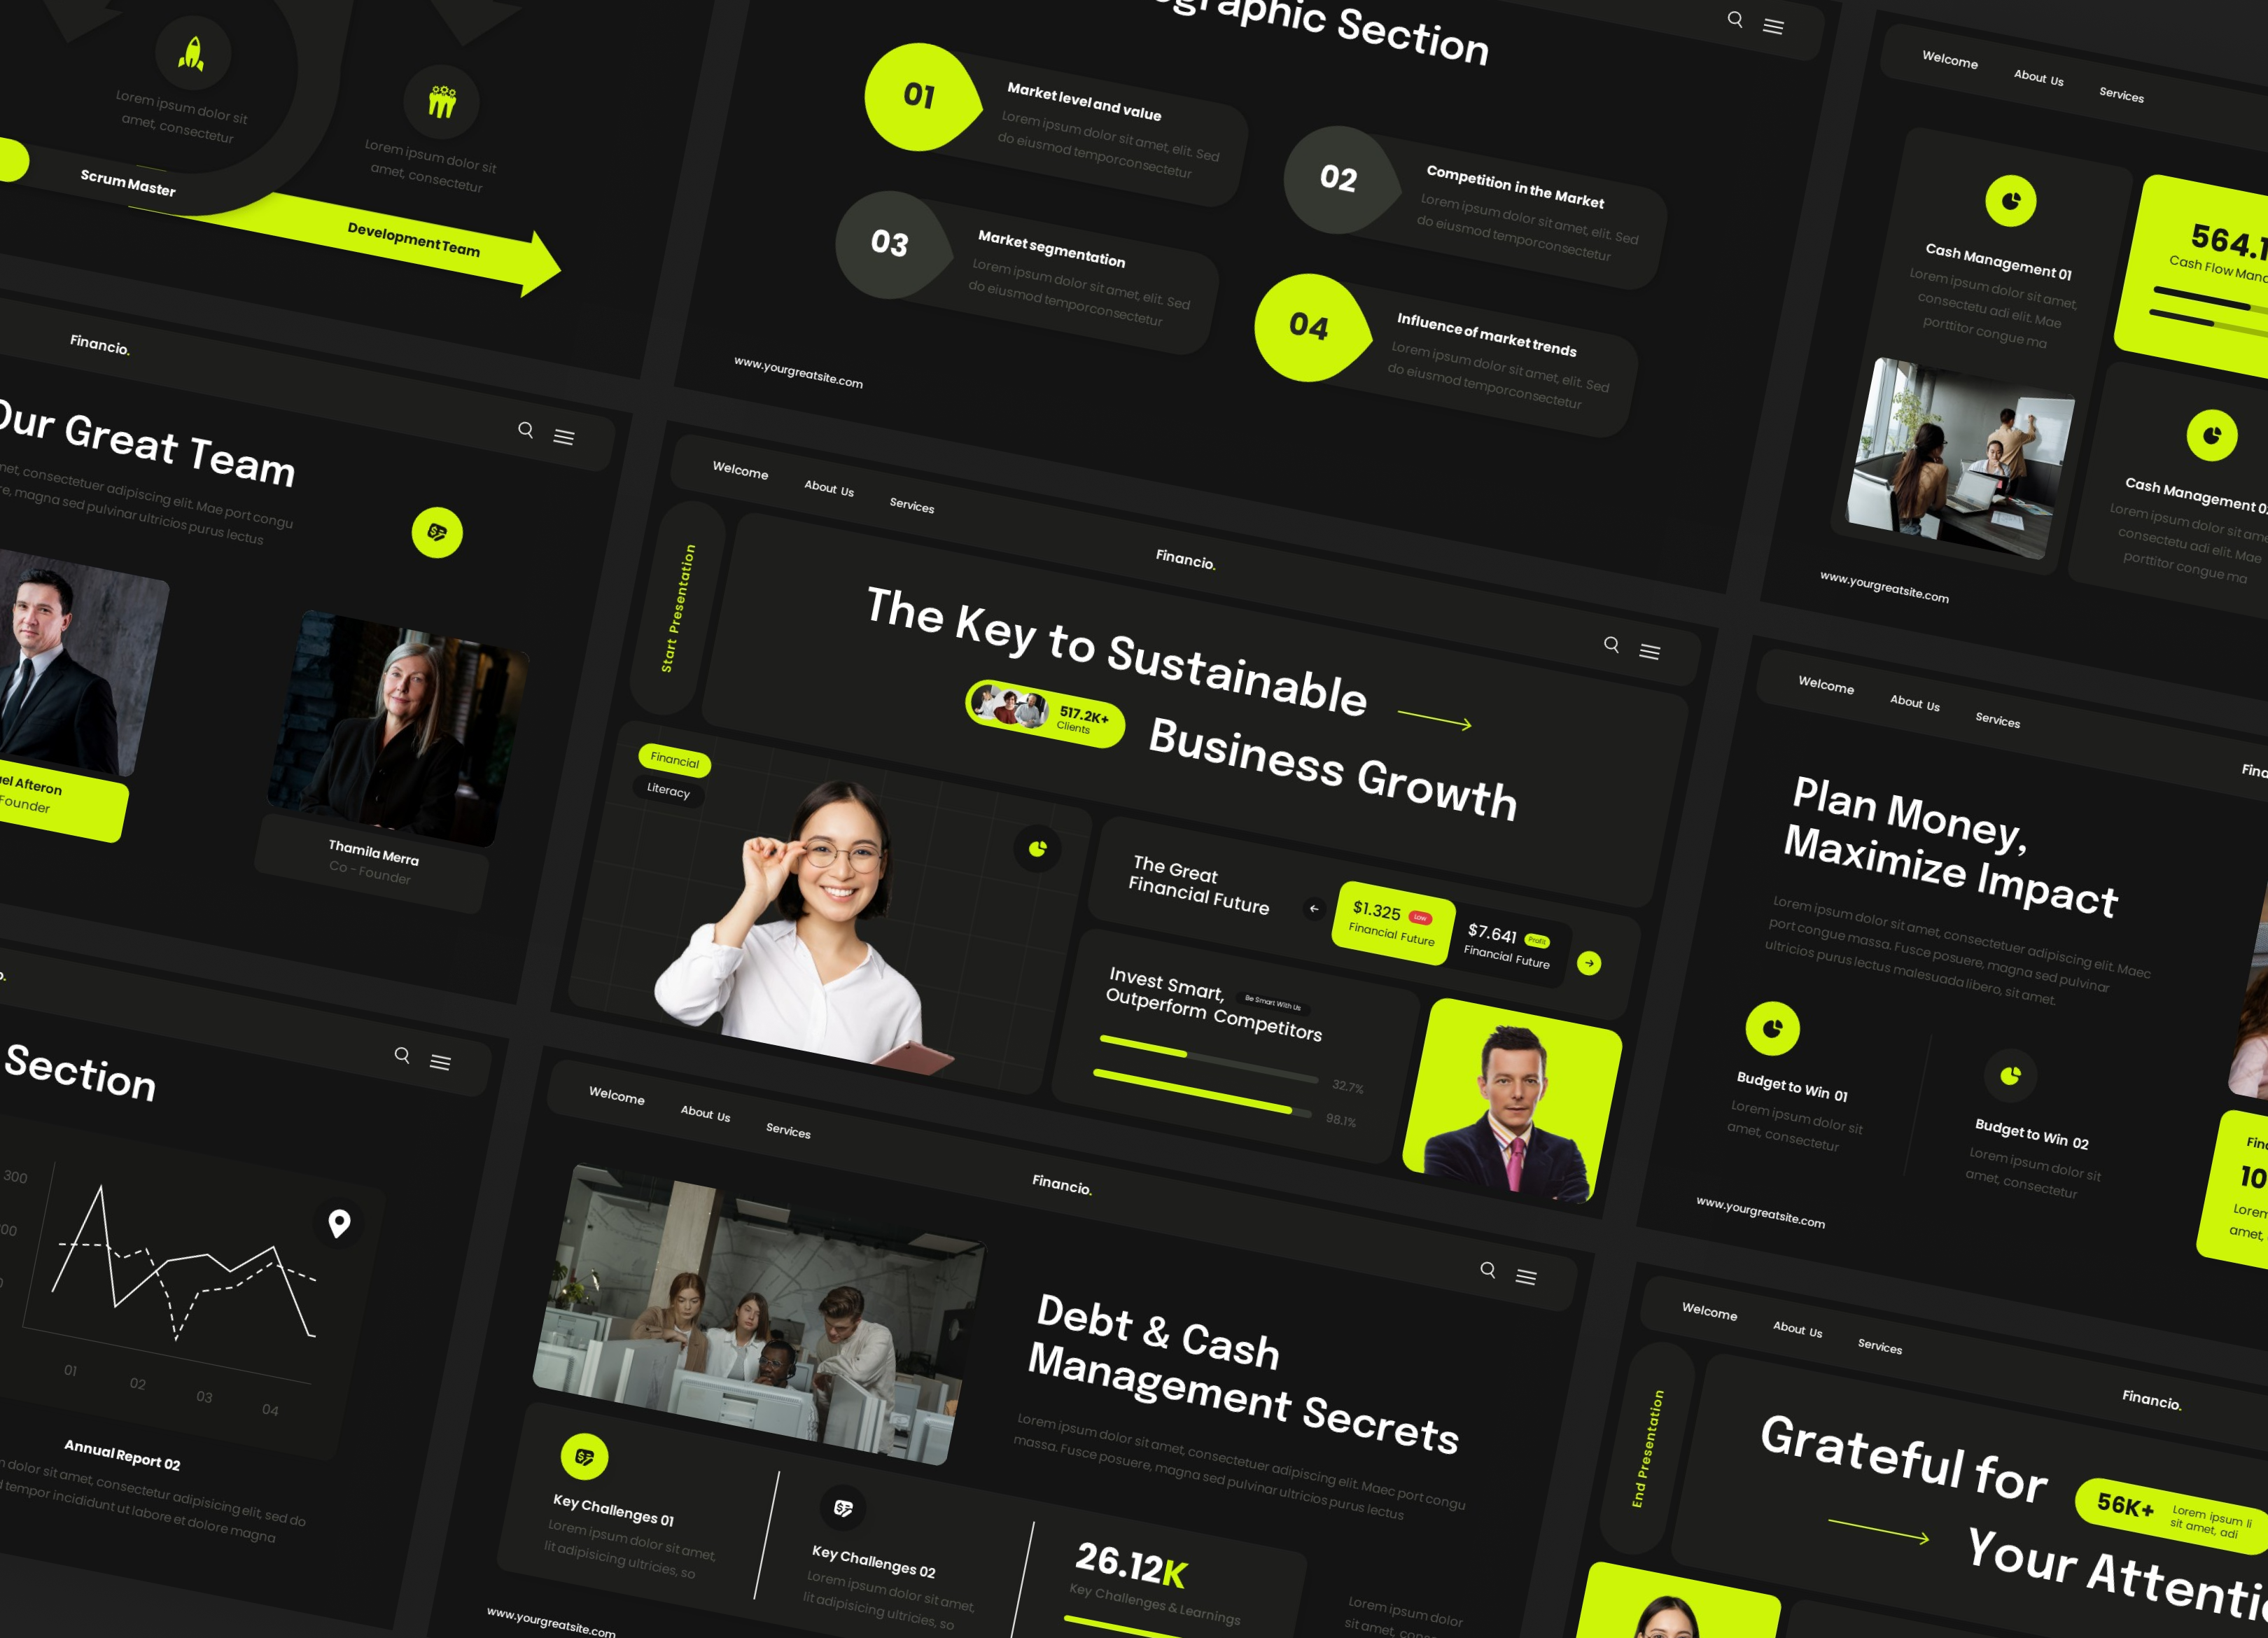 Lorem ipsum dolor sit
amet, consectetur
Lorem ipsum dolor sit
amet, consectetur
Scrum Master
Development Team
graphic Section
01
Market level and value
Lorem ipsum dolor sit amet, elit. Sed
do eiusmod temporconsectetur
02
Competition in the Market
Lorem ipsum dolor sit amet, elit. Sed
do eiusmod temporconsectetur
03
Market segmentation
Lorem ipsum dolor sit amet, elit. Sed
do eiusmod temporconsectetur
04
Influence of market trends
Lorem ipsum dolor sit amet, elit. Sed
do eiusmod temporconsectetur
www.yourgreatsite.com
Welcome About Us Services
Cash Management 01
Lorem ipsum dolor sit amet,
consectetu adi elit. Mae
porttitor congue ma
564.1
Cash Flow Mana
Cash Management 0
Lorem ipsum dolor sit ame
consectetu adi elit. Mae
porttitor congue ma
www.yourgreatsite.com
Financio.
Our Great Team
met, consectetuer adipiscing elit. Mae port congu
re, magna sed pulvinar ultricios purus lectus
el Afteron
Founder
Thamila Merra
Co - Founder
Welcome About Us Services
Financio.
Start Presentation
The Key to Sustainable
517.2K+
Clients
Business Growth
Financial
Literacy
The Great
Financial Future
$1.325 Low
Financial Future
$7.641 Profit
Financial Future
Invest Smart,
Be Smart With Us
Outperform Competitors
32.7%
98.1%
Welcome About Us Services
Fina
Plan Money,
Maximize Impact
Lorem ipsum dolor sit amet, consectetuer adipiscing elit. Maec
port congue massa. Fusce posuere, magna sed pulvinar
ultricios purus lectus malesuada libero, sit amet.
Budget to Win 01
Lorem ipsum dolor sit
amet, consectetur
Budget to Win 02
Lorem ipsum dolor sit
amet, consectetur
Fina
10
Lorem
amet,
www.yourgreatsite.com
o.
Section
300
00
0
01 02 03 04
Annual Report 02
m dolor sit amet, consectetur adipisicing elit, sed do
d tempor incididunt ut labore et dolore magna
Welcome About Us Services
Financio.
Debt & Cash
Management Secrets
Lorem ipsum dolor sit amet, consectetuer adipiscing elit. Maec port congu
massa. Fusce posuere, magna sed pulvinar ultricios purus lectus
Key Challenges 01
Lorem ipsum dolor sit amet,
lit adipisicing ultricies, so
Key Challenges 02
Lorem ipsum dolor sit amet,
lit adipisicing ultricies, so
26.12K
Key Challenges & Learnings
Lorem ipsum dolor
sit amet, consec
www.yourgreatsite.com
Welcome About Us Services
Financio.
End Presentation
Grateful for
56K+
Lorem ipsum li
sit amet, adi
Your Attentio